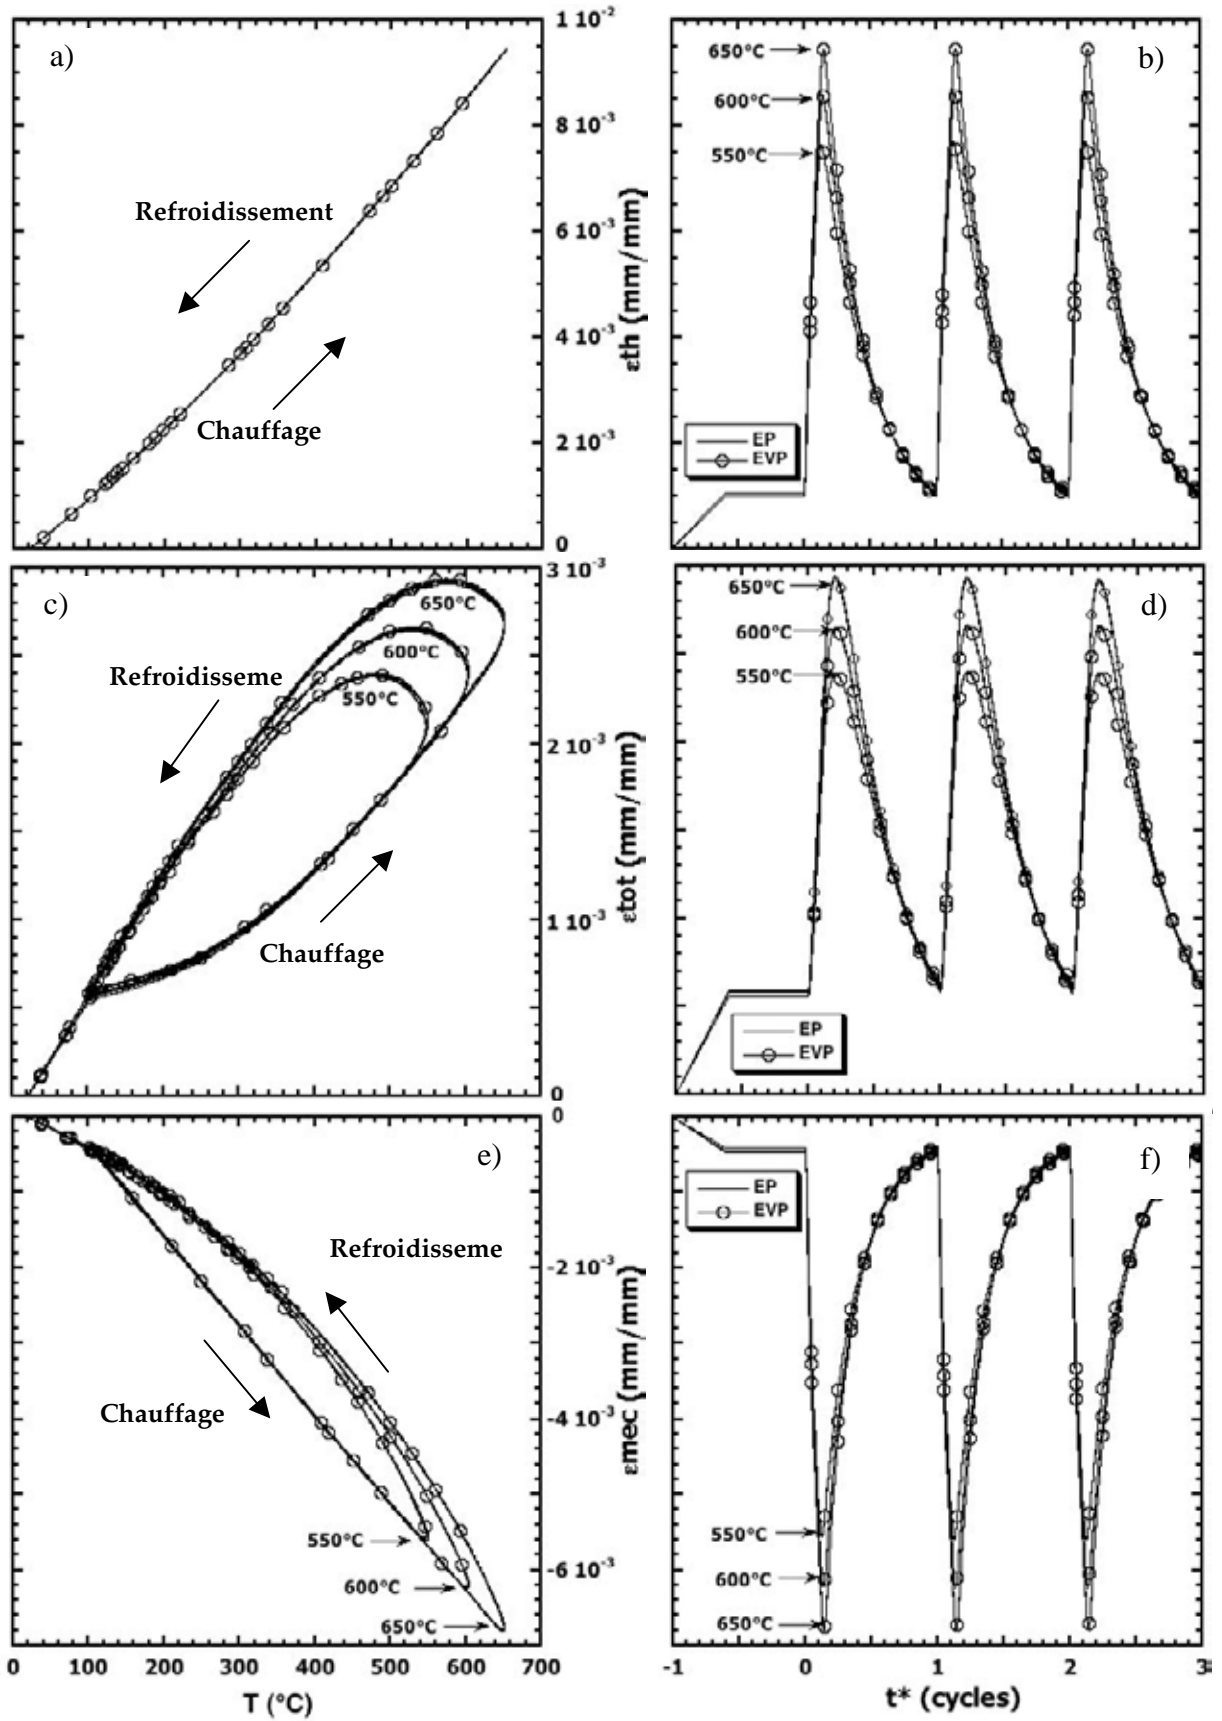 a)
Refroidissement
Chauffage
1 10⁻²
8 10⁻³
6 10⁻³
4 10⁻³
2 10⁻³
0
εth (mm/mm)
b)
650°C
600°C
550°C
EP
EVP
c)
650°C
600°C
550°C
Refroidisseme
Chauffage
3 10⁻³
2 10⁻³
1 10⁻³
0
εtot (mm/mm)
d)
650°C
600°C
550°C
EP
EVP
e)
Refroidisseme
Chauffage
550°C
600°C
650°C
0
-2 10⁻³
-4 10⁻³
-6 10⁻³
εmec (mm/mm)
f)
EP
EVP
550°C
600°C
650°C
0 100 200 300 400 500 600 700
T (°C)
-1 0 1 2 3
t* (cycles)